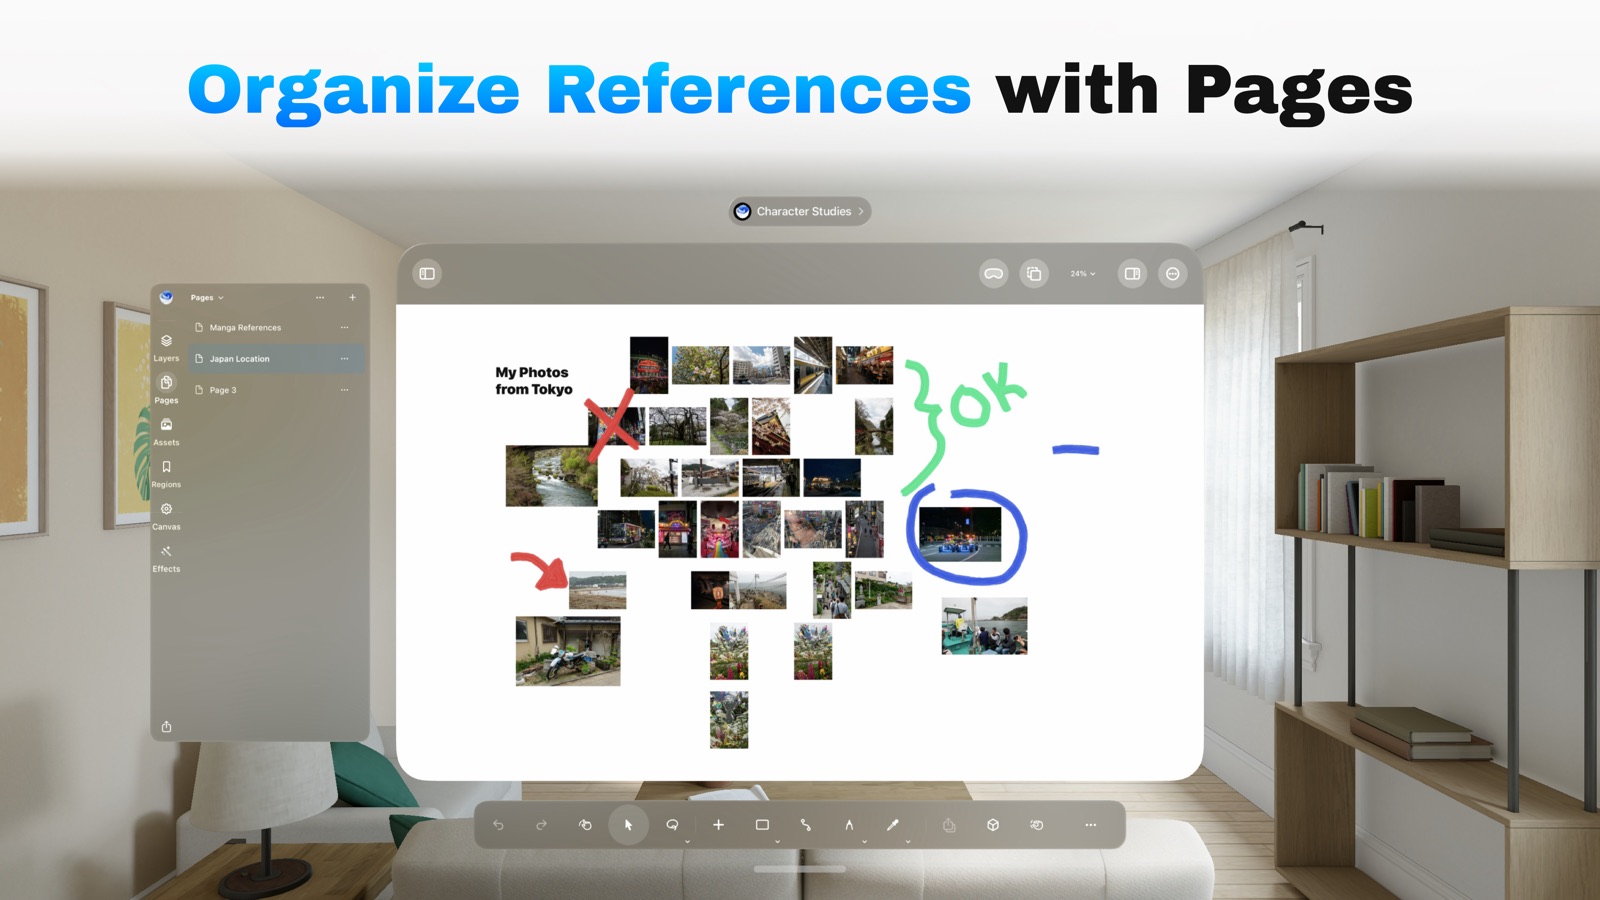 Organize References with Pages
Character Studies
24%
Pages
Manga References
Layers
Japan Location
Page 3
Pages
Assets
Regions
Canvas
Effects
My Photos
from Tokyo
OK